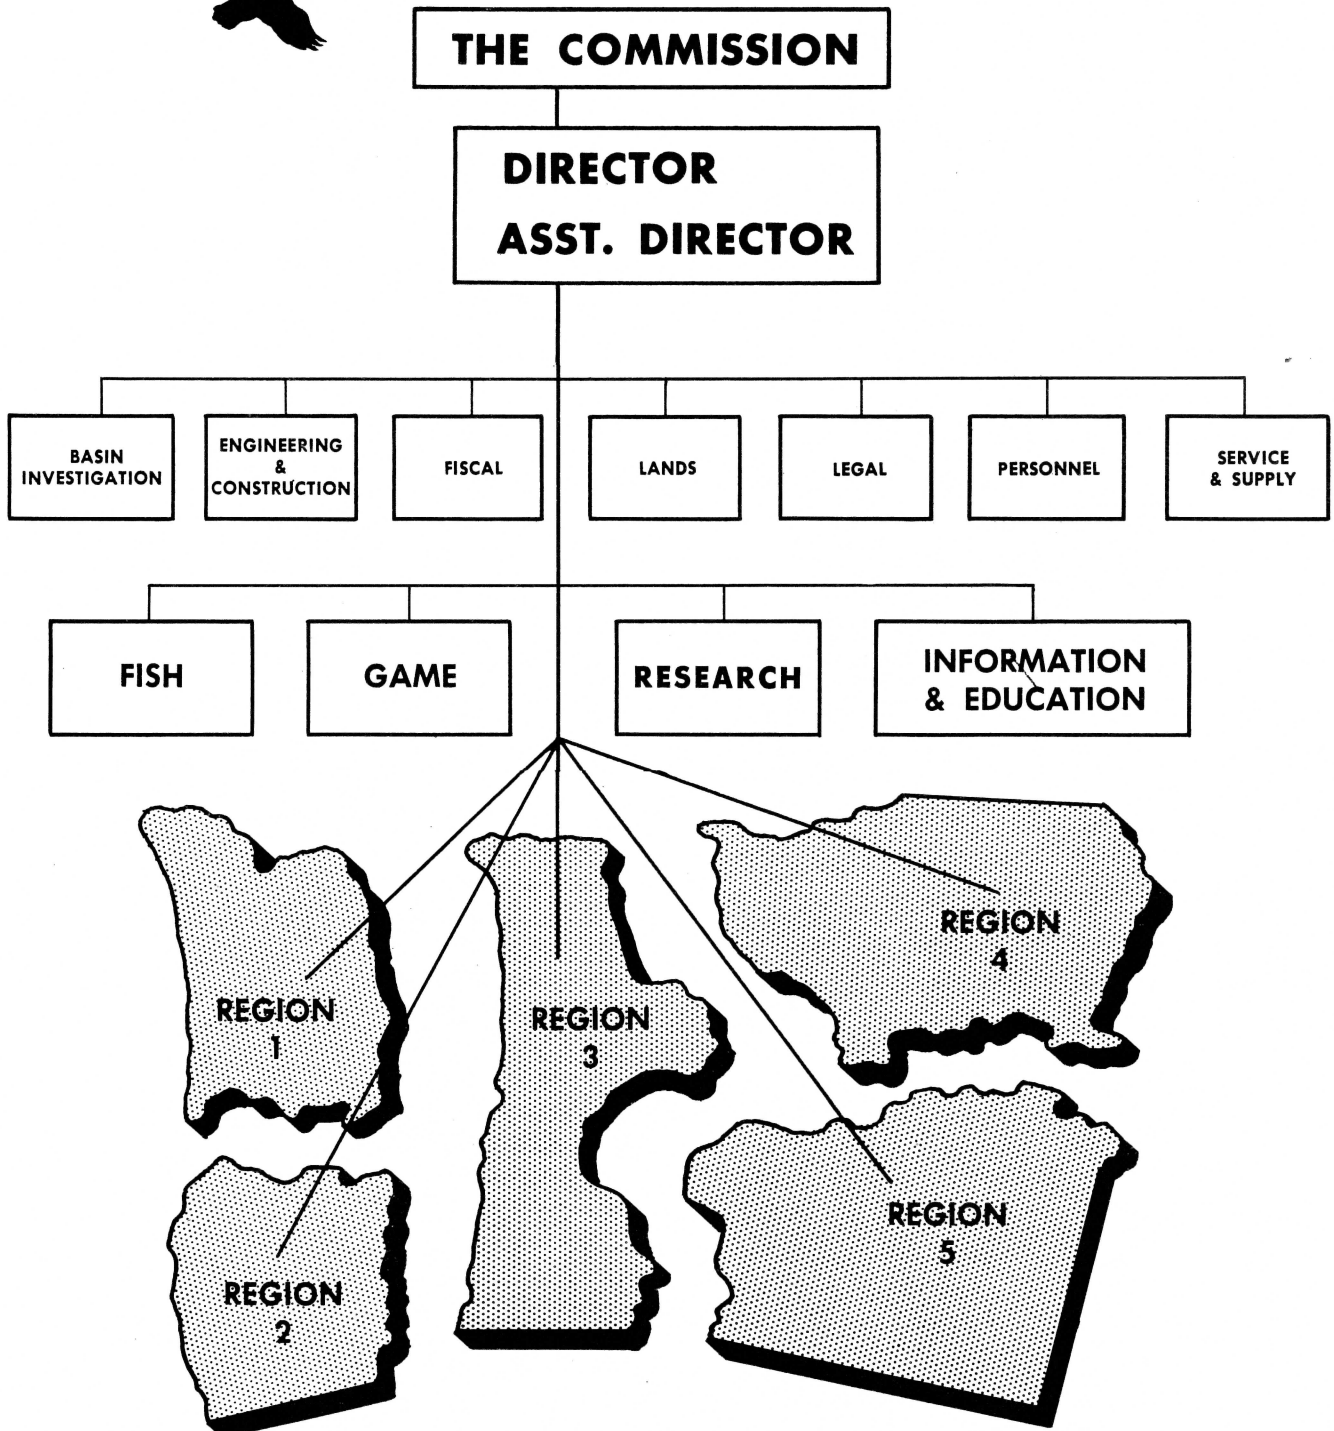 THE COMMISSION
DIRECTOR
ASST. DIRECTOR
BASIN
INVESTIGATION
ENGINEERING
&
CONSTRUCTION
FISCAL
LANDS
LEGAL
PERSONNEL
SERVICE
& SUPPLY
FISH
GAME
RESEARCH
INFORMATION
& EDUCATION
REGION
1
REGION
2
REGION
3
REGION
4
REGION
5